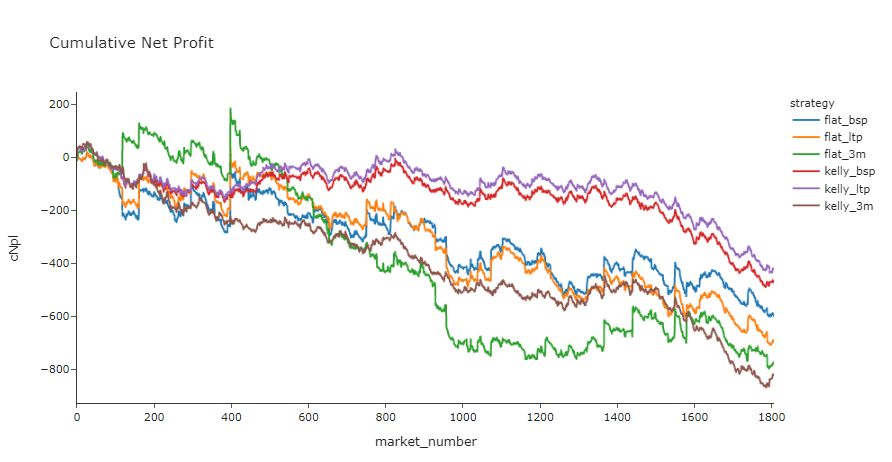 Cumulative Net Profit
strategy
flat_bsp
flat_ltp
flat_3m
kelly_bsp
kelly_ltp
kelly_3m
200
0
−200
−400
−600
−800
cNpl
0 200 400 600 800 1000 1200 1400 1600 1800
market_number